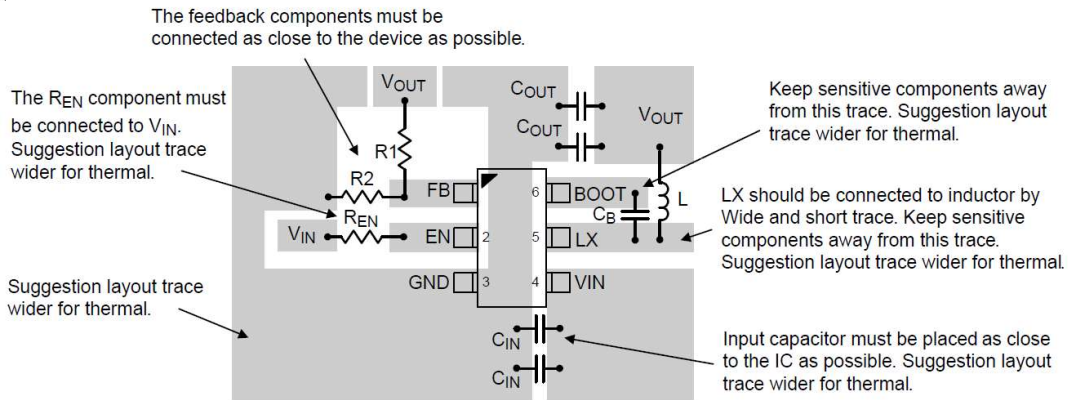 The feedback components must be
connected as close to the device as possible.
The REN component must
be connected to VIN.
Suggestion layout trace
wider for thermal.
Suggestion layout trace
wider for thermal.
VOUT
R1
R2
REN
VIN
FB
EN
GND
2
3
6
5
4
BOOT
LX
VIN
CB
L
COUT
COUT
VOUT
CIN
CIN
Keep sensitive components away
from this trace. Suggestion layout
trace wider for thermal.
LX should be connected to inductor by
Wide and short trace. Keep sensitive
components away from this trace.
Suggestion layout trace wider for thermal.
Input capacitor must be placed as close
to the IC as possible. Suggestion layout
trace wider for thermal.